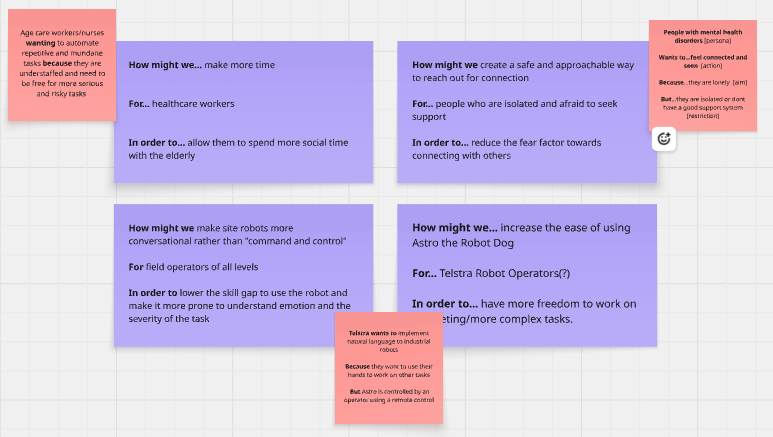 Age care workers/nurses
wanting to automate
repetitive and mundane
tasks because they are
understaffed and need to
be free for more serious
and risky tasks
How might we... make more time
For... healthcare workers
In order to... allow them to spend more social time
with the elderly
How might we create a safe and approachable way
to reach out for connection
For... people who are isolated and afraid to seek
support
In order to... reduce the fear factor towards
connecting with others
People with mental health
disorders [persona]
Wants to...feel connected and
seen [action]
Because...they are lonely [aim]
But...they are isolated or dont
have a good support system
[restriction]
How might we make site robots more
conversational rather than "command and control"
For field operators of all levels
In order to lower the skill gap to use the robot and
make it more prone to understand emotion and the
severity of the task
How might we... increase the ease of using
Astro the Robot Dog
For... Telstra Robot Operators(?)
In order to... have more freedom to work on
eting/more complex tasks.
Telstra wants to implement
natural language to industrial
robots
Because they want to use their
hands to work on other tasks
But Astro is controlled by an
operator using a remote control